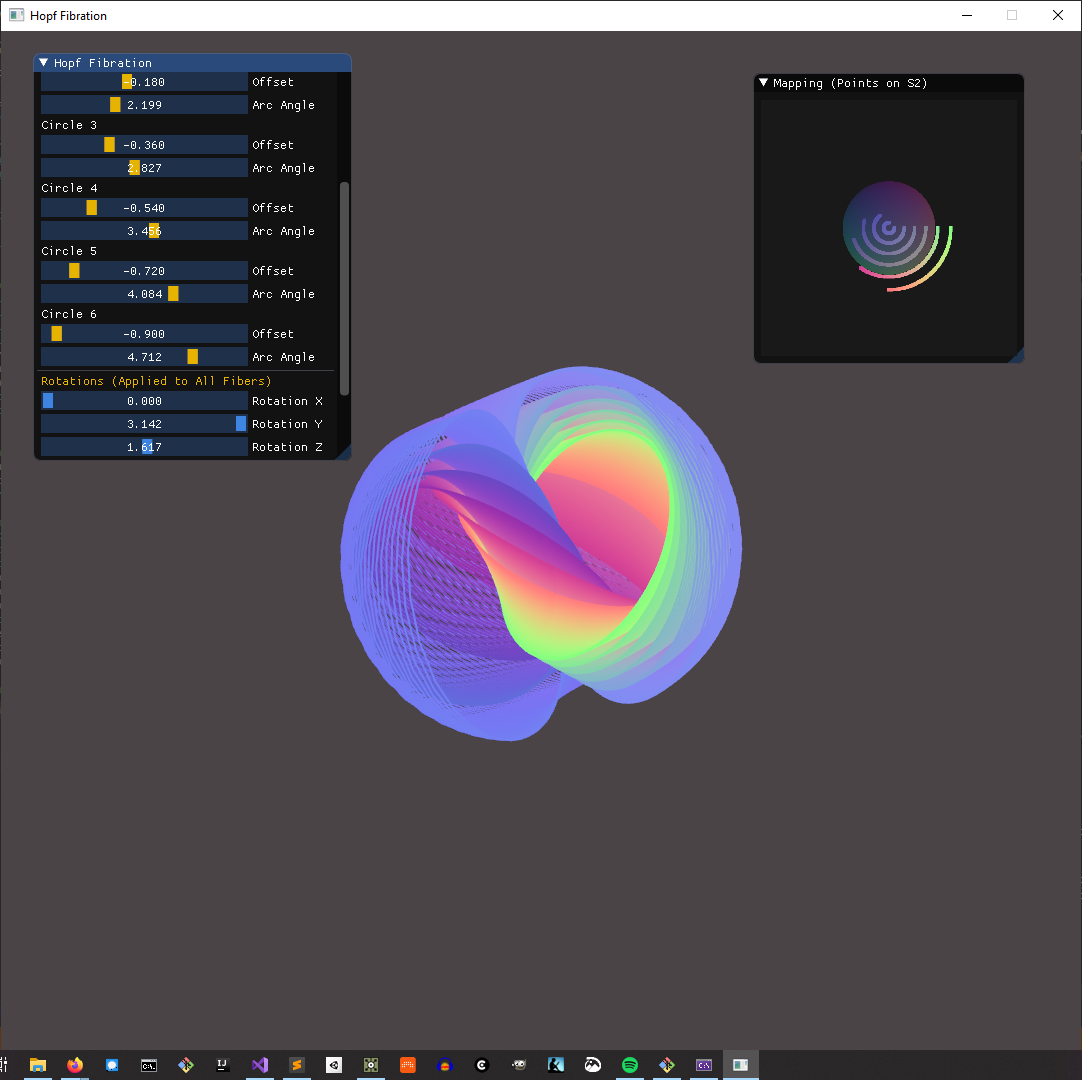 Hopf Fibration
Hopf Fibration
-0.180 Offset
2.199 Arc Angle
Circle 3
-0.360 Offset
2.827 Arc Angle
Circle 4
-0.540 Offset
3.456 Arc Angle
Circle 5
-0.720 Offset
4.084 Arc Angle
Circle 6
-0.900 Offset
4.712 Arc Angle
Rotations (Applied to All Fibers)
0.000 Rotation X
3.142 Rotation Y
1.617 Rotation Z
Mapping (Points on S2)